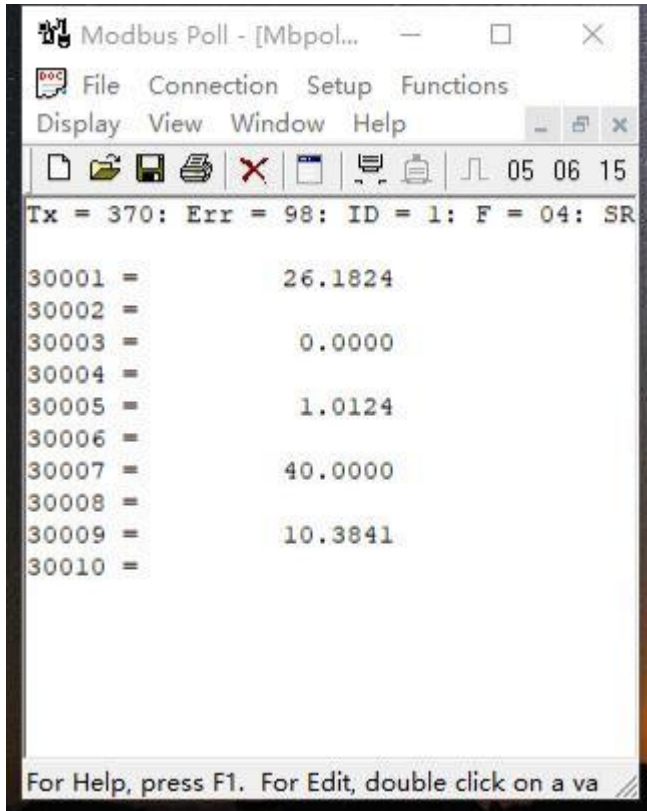 Modbus Poll - [Mbpol...
File Connection Setup Functions
Display View Window Help
05 06 15
Tx = 370: Err = 98: ID = 1: F = 04: SR
30001 = 26.1824
30002 =
30003 = 0.0000
30004 =
30005 = 1.0124
30006 =
30007 = 40.0000
30008 =
30009 = 10.3841
30010 =
For Help, press F1. For Edit, double click on a va